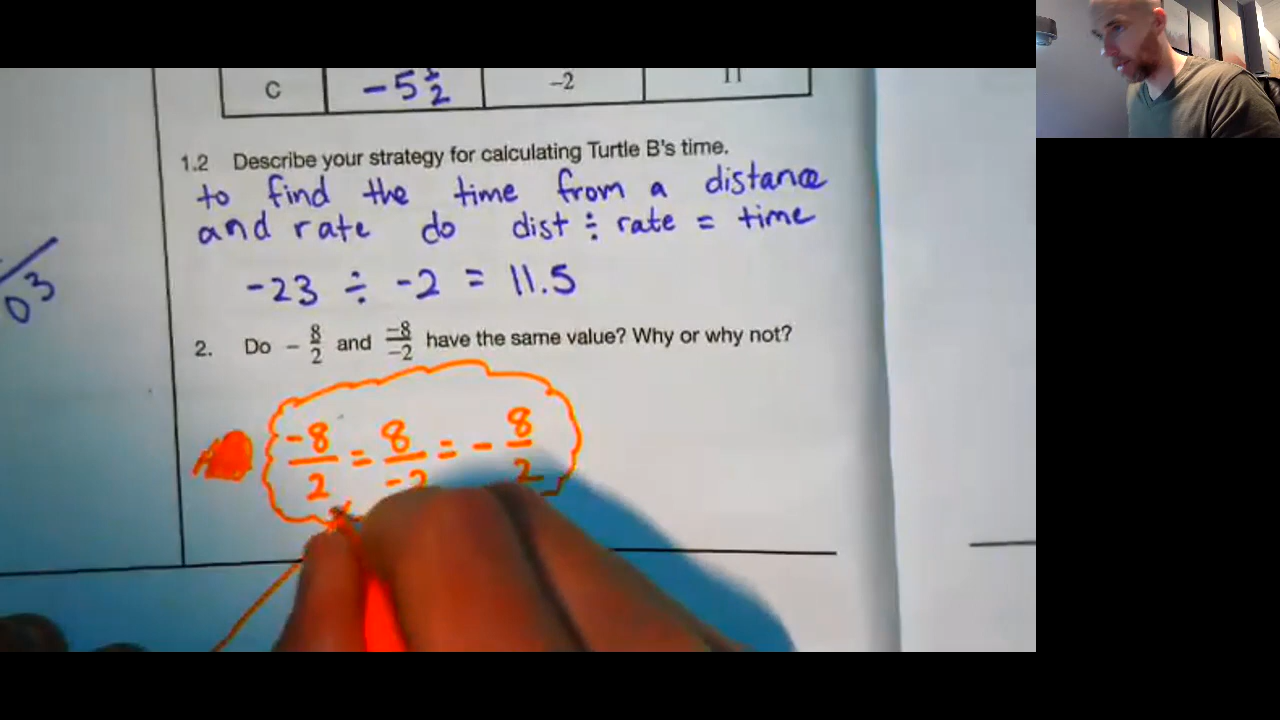 C -5 1/2 -2 11
1.2 Describe your strategy for calculating Turtle B's time.
to find the time from a distance
and rate do dist ÷ rate = time
-23 ÷ -2 = 11.5
03
2. Do - 8/2 and -8/-2 have the same value? Why or why not?
-8/2 = 8/-2 = - 8/2